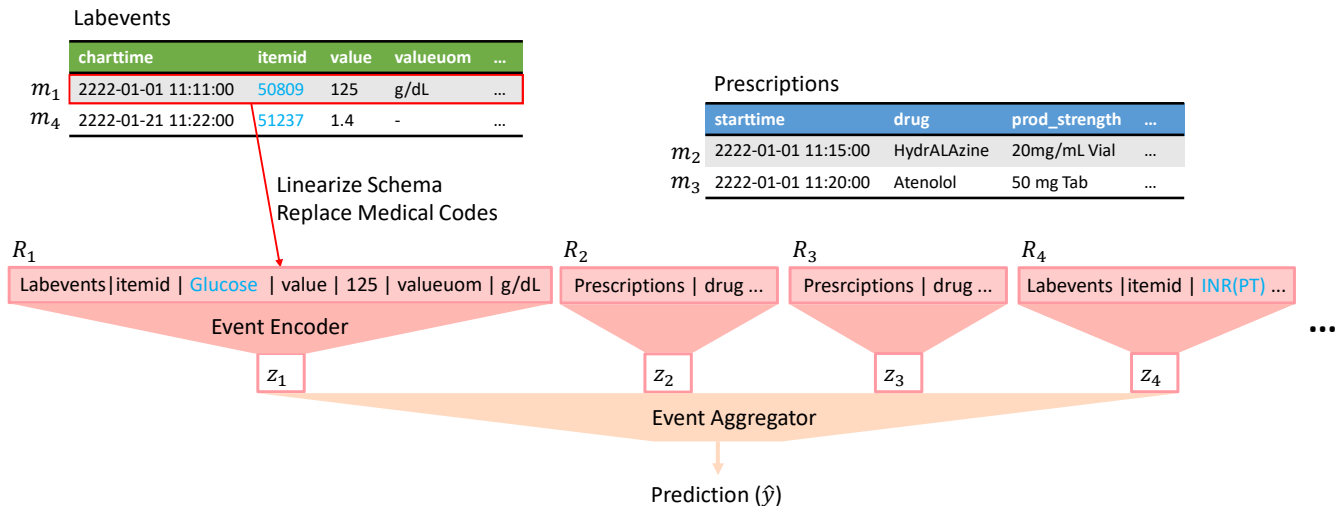 Labevents
charttime itemid value valueuom ...
m1 2222-01-01 11:11:00 50809 125 g/dL ...
m4 2222-01-21 11:22:00 51237 1.4 - ...
Prescriptions
starttime drug prod_strength ...
m2 2222-01-01 11:15:00 HydrALAzine 20mg/mL Vial ...
m3 2222-01-01 11:20:00 Atenolol 50 mg Tab ...
Linearize Schema
Replace Medical Codes
R1 R2 R3 R4
Labevents|itemid | Glucose | value | 125 | valueuom | g/dL
Prescriptions | drug ...
Presrciptions | drug ...
Labevents |itemid | INR(PT) ...
Event Encoder
...
z1 z2 z3 z4
Event Aggregator
Prediction (ŷ)